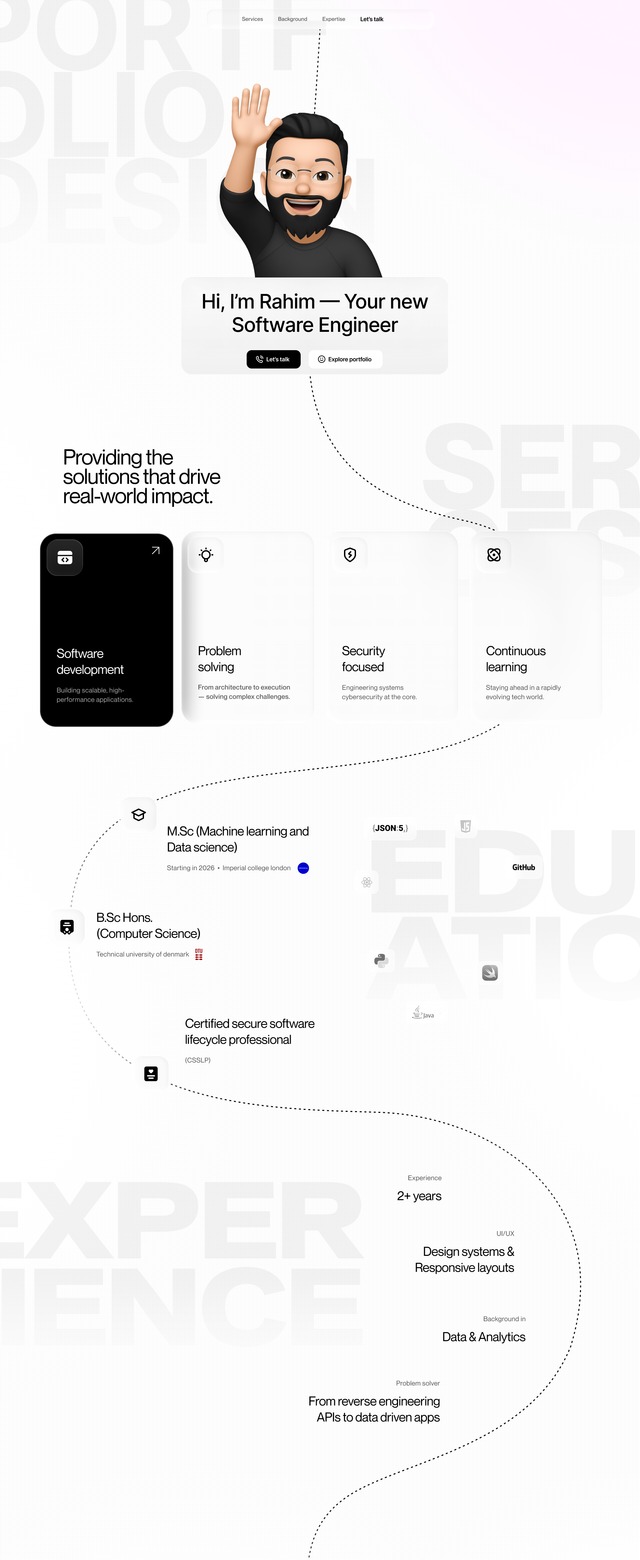 Services
Background
Expertise
Let's talk
PORTF
OLIO
DESIGN
Hi, I'm Rahim — Your new
Software Engineer
Let's talk
Explore portfolio
SER
CES
Providing the
solutions that drive
real-world impact.
Software
development
Building scalable, high-
performance applications.
Problem
solving
From architecture to execution
— solving complex challenges.
Security
focused
Engineering systems
cybersecurity at the core.
Continuous
learning
Staying ahead in a rapidly
evolving tech world.
EDU
ATIO
M.Sc (Machine learning and
Data science)
Starting in 2026 • Imperial college london
B.Sc Hons.
(Computer Science)
Technical university of denmark
DTU
Certified secure software
lifecycle professional
(CSSLP)
{JSON:5,}
JS
GitHub
Java
EXPER
IENCE
Experience
2+ years
UI/UX
Design systems &
Responsive layouts
Background in
Data & Analytics
Problem solver
From reverse engineering
APIs to data driven apps